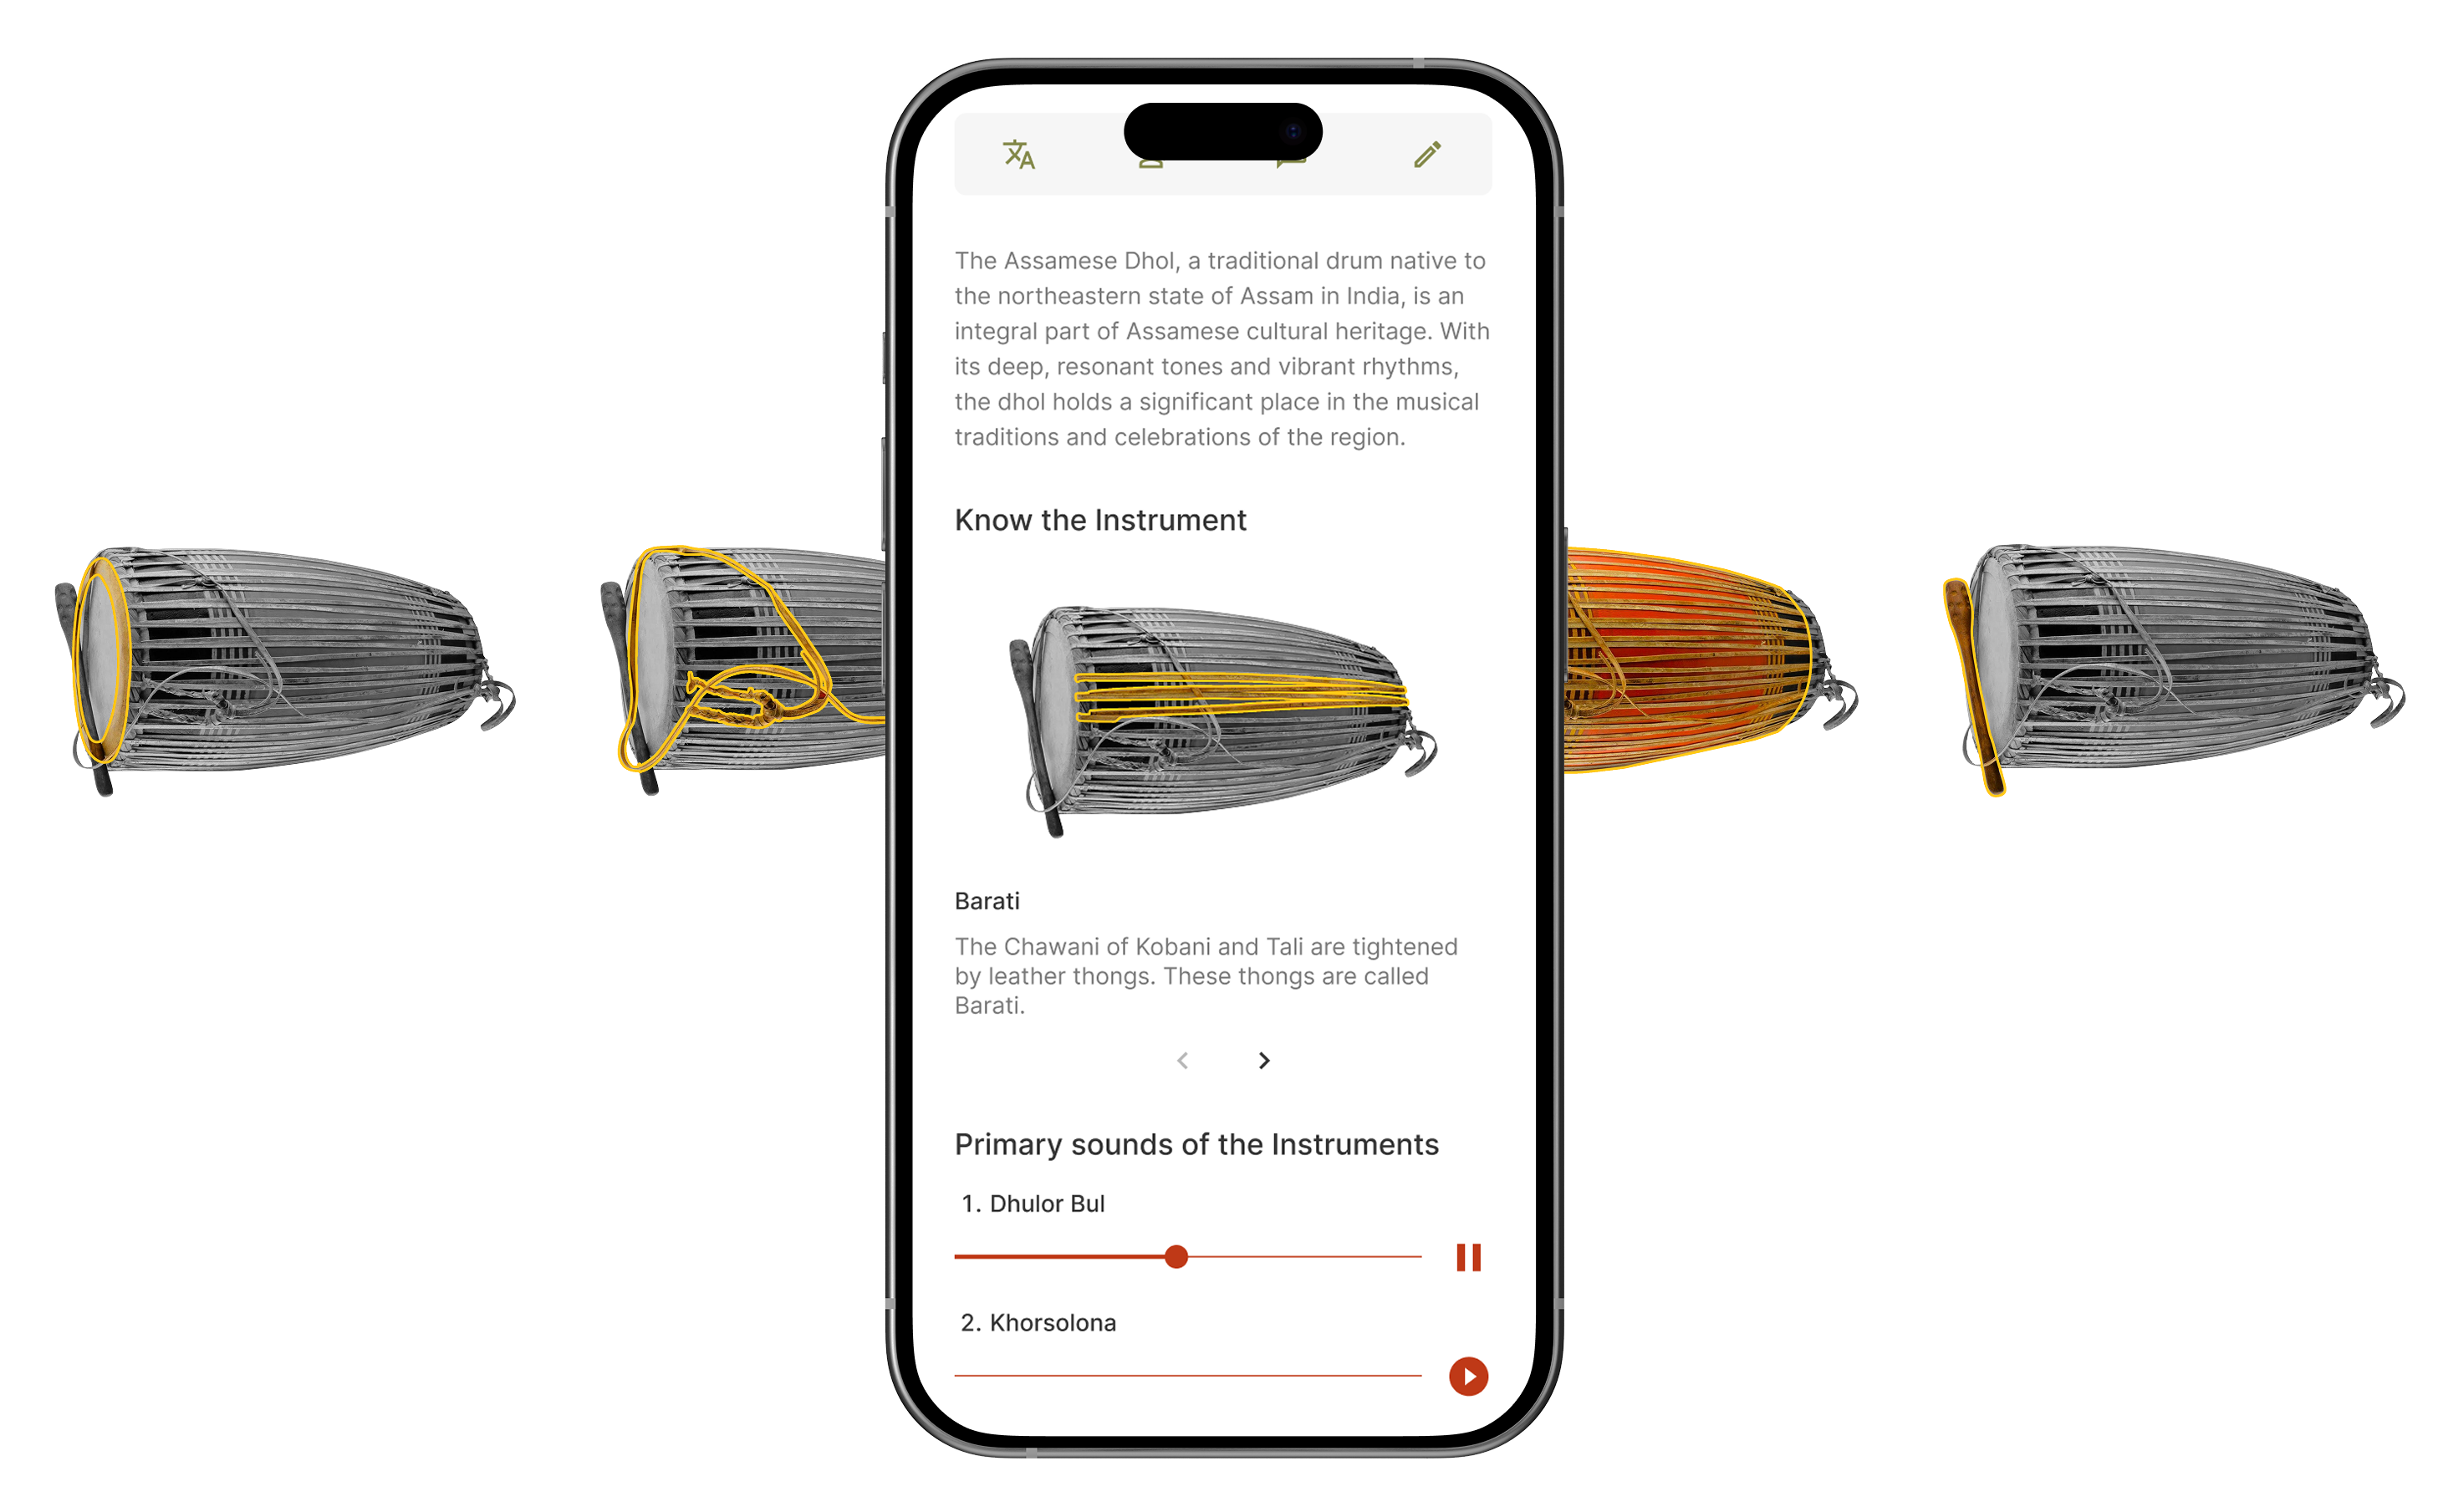 The Assamese Dhol, a traditional drum native to
the northeastern state of Assam in India, is an
integral part of Assamese cultural heritage. With
its deep, resonant tones and vibrant rhythms,
the dhol holds a significant place in the musical
traditions and celebrations of the region.
Know the Instrument
Barati
The Chawani of Kobani and Tali are tightened
by leather thongs. These thongs are called
Barati.
Primary sounds of the Instruments
1. Dhulor Bul
2. Khorsolona